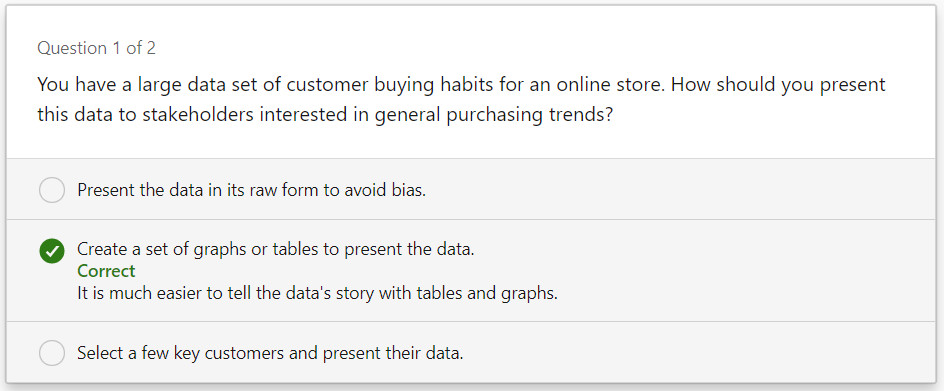 Question 1 of 2
You have a large data set of customer buying habits for an online store. How should you present
this data to stakeholders interested in general purchasing trends?
Present the data in its raw form to avoid bias.
Create a set of graphs or tables to present the data.
Correct
It is much easier to tell the data's story with tables and graphs.
Select a few key customers and present their data.